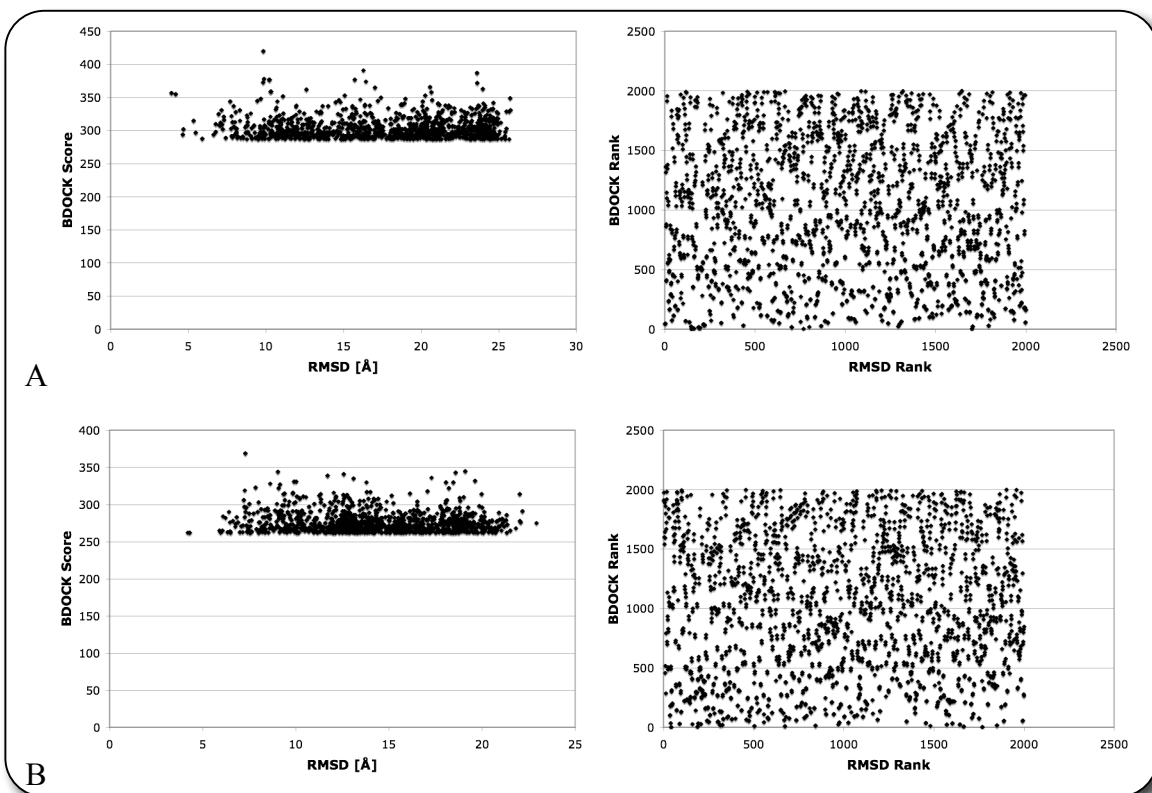 450
400
350
300
250
200
150
100
50
0
BDOCK Score
0 5 10 15 20 25 30
RMSD [Å]
2500
2000
1500
1000
500
0
BDOCK Rank
0 500 1000 1500 2000 2500
RMSD Rank
A
400
350
300
250
200
150
100
50
0
BDOCK Score
0 5 10 15 20 25
RMSD [Å]
2500
2000
1500
1000
500
0
BDOCK Rank
0 500 1000 1500 2000 2500
RMSD Rank
B